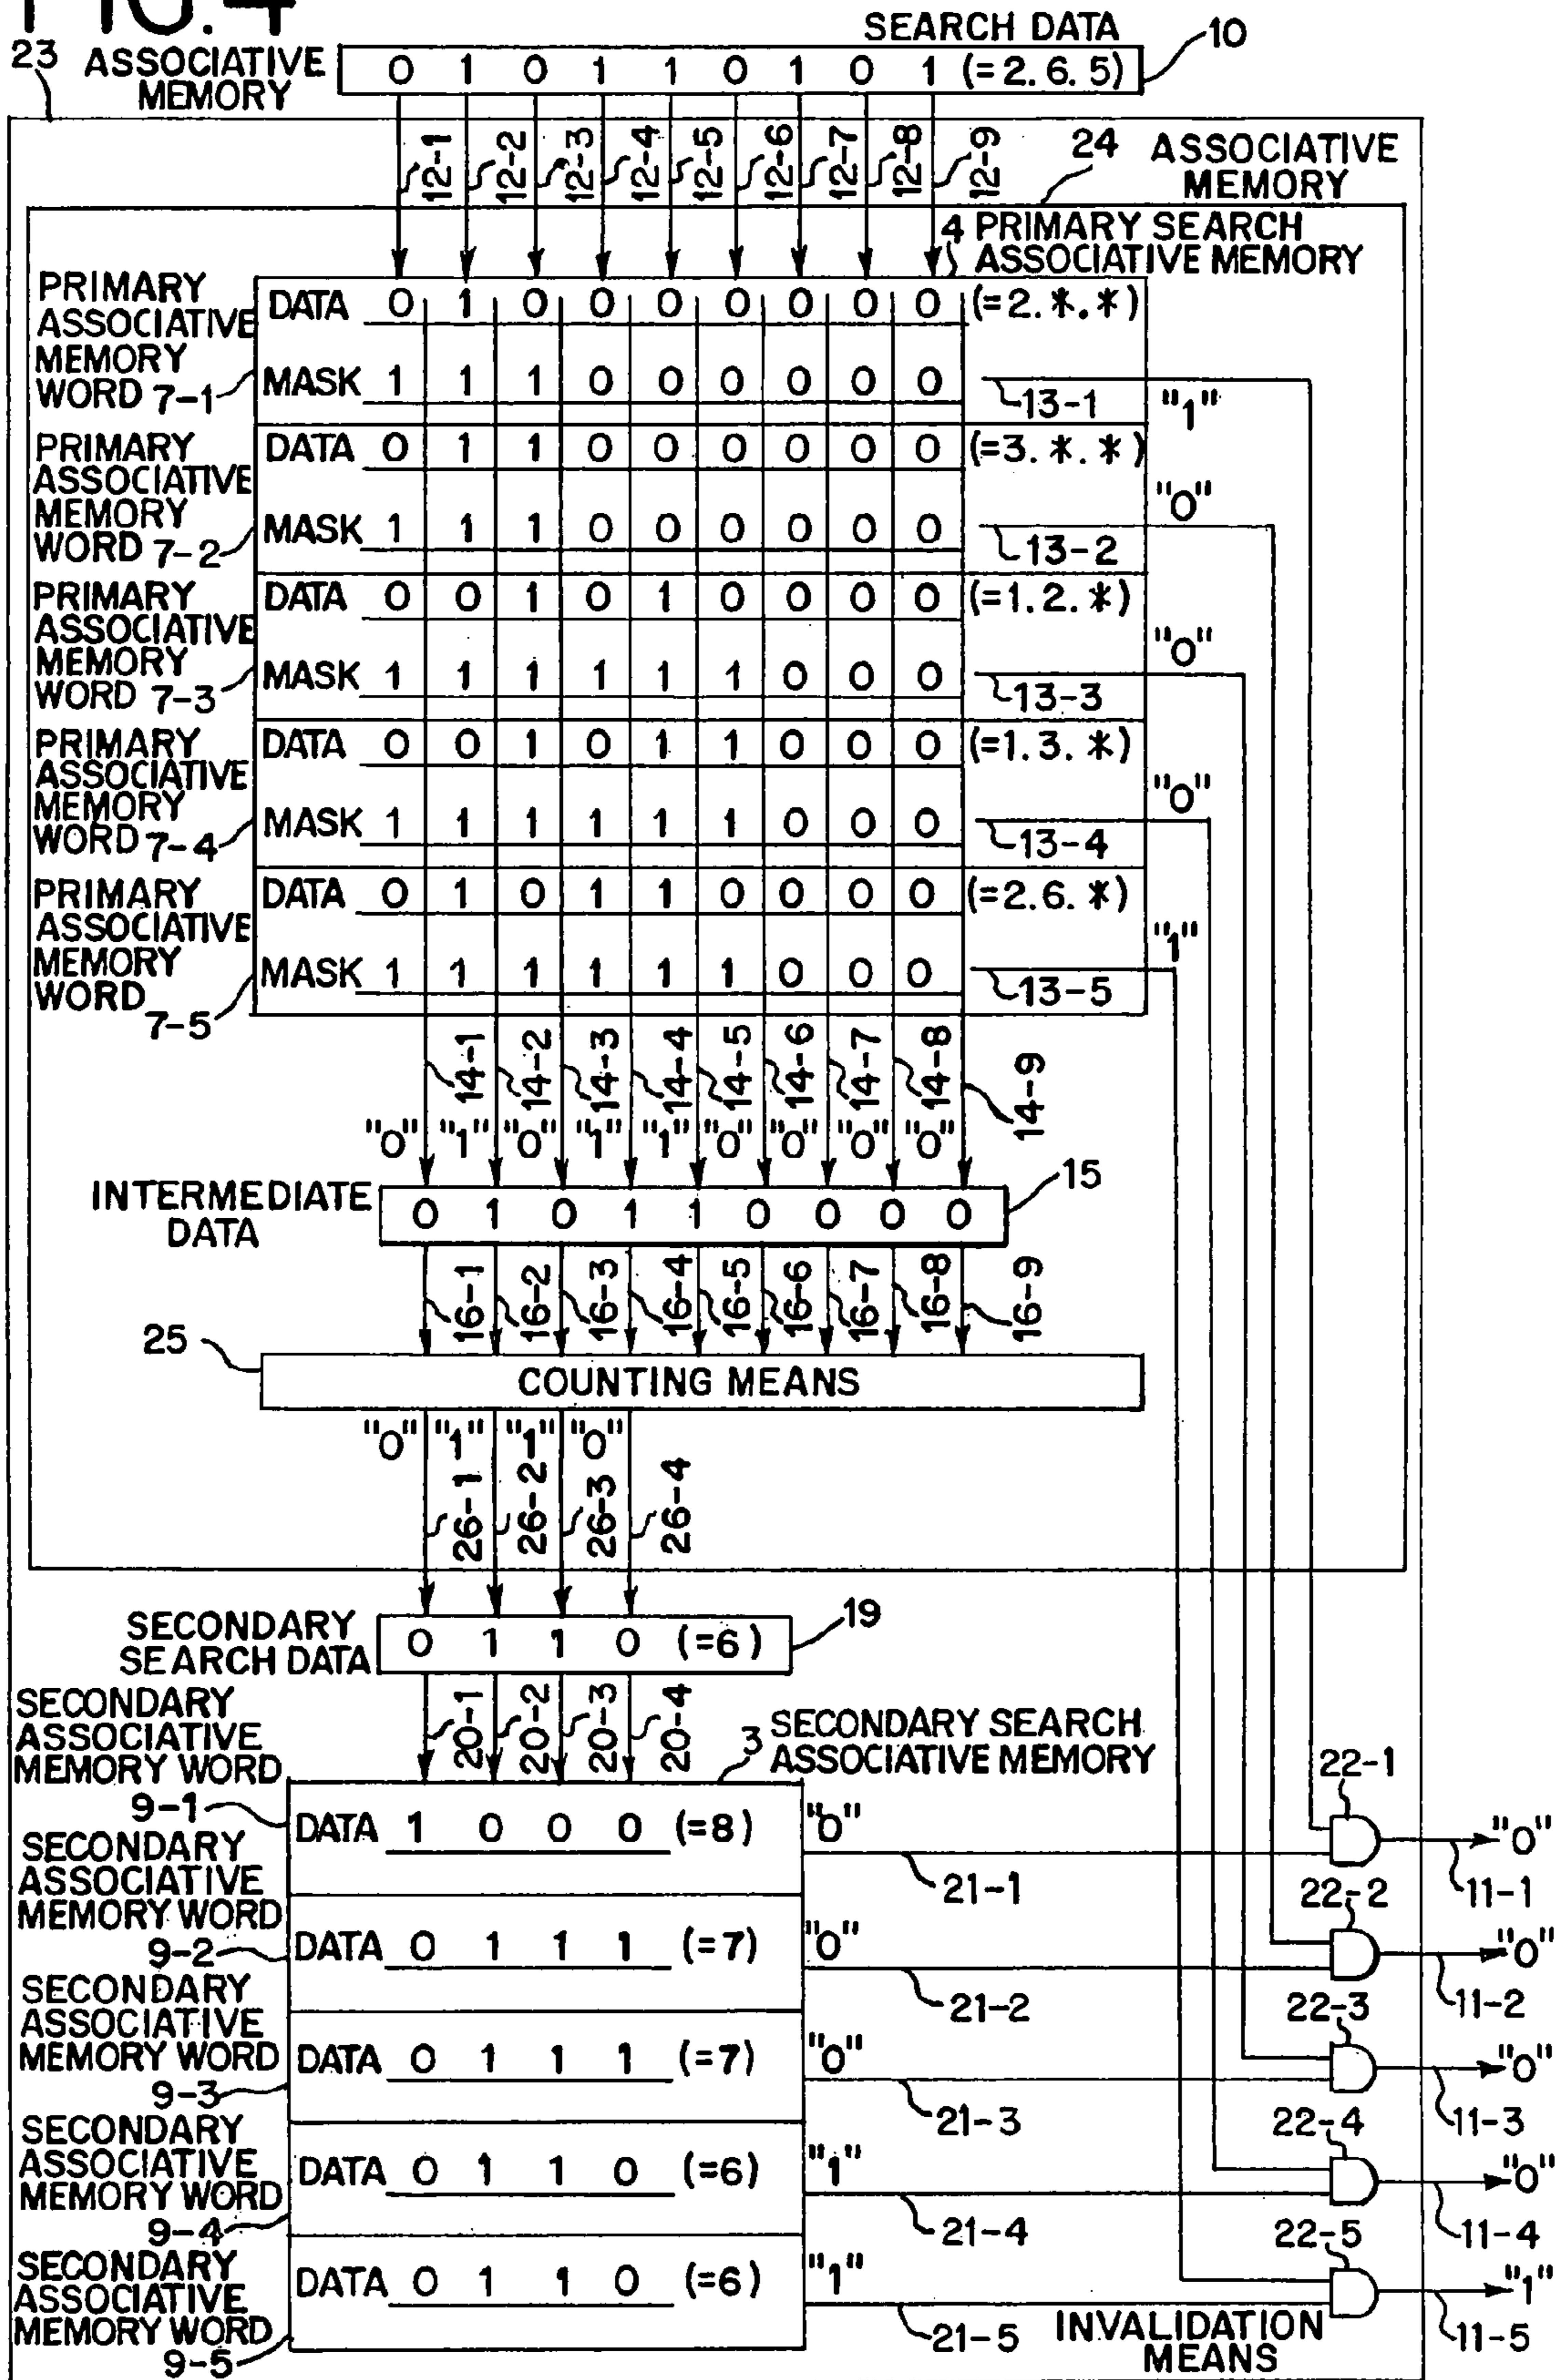 FIG. 4
SEARCH DATA
10
23
ASSOCIATIVE
MEMORY
0 1 0 1 1 0 1 0 1 (=2.6.5)
12-1 12-2 12-3 12-4 12-5 12-6 12-7 12-8 12-9
24 ASSOCIATIVE
MEMORY
4 PRIMARY SEARCH
ASSOCIATIVE MEMORY
PRIMARY
ASSOCIATIVE
MEMORY
WORD 7-1
DATA 0 1 0 0 0 0 0 0 0 (=2.*.*)
MASK 1 1 1 0 0 0 0 0 0
13-1 "1"
PRIMARY
ASSOCIATIVE
MEMORY
WORD 7-2
DATA 0 1 1 0 0 0 0 0 0 (=3.*.*)
MASK 1 1 1 0 0 0 0 0 0
13-2 "0"
PRIMARY
ASSOCIATIVE
MEMORY
WORD 7-3
DATA 0 0 1 0 1 0 0 0 0 (=1.2.*)
MASK 1 1 1 1 1 1 0 0 0
13-3 "0"
PRIMARY
ASSOCIATIVE
MEMORY
WORD 7-4
DATA 0 0 1 0 1 1 0 0 0 (=1.3.*)
MASK 1 1 1 1 1 1 0 0 0
13-4 "0"
PRIMARY
ASSOCIATIVE
MEMORY
WORD
7-5
DATA 0 1 0 1 1 0 0 0 0 (=2.6.*)
MASK 1 1 1 1 1 1 0 0 0
13-5 "1"
14-1 14-2 14-3 14-4 14-5 14-6 14-7 14-8 14-9
"0" "1" "0" "1" "1" "0" "0" "0" "0"
INTERMEDIATE
DATA
0 1 0 1 1 0 0 0 0
15
16-1 16-2 16-3 16-4 16-5 16-6 16-7 16-8 16-9
25
COUNTING MEANS
"0" "1" "1" "0"
26-1 26-2 26-3 26-4
SECONDARY
SEARCH DATA
0 1 1 0 (=6)
19
20-1 20-2 20-3 20-4
3 SECONDARY SEARCH
ASSOCIATIVE MEMORY
SECONDARY
ASSOCIATIVE
MEMORY WORD
9-1
DATA 1 0 0 0 (=8) "0"
21-1
22-1
"0"
11-1
SECONDARY
ASSOCIATIVE
MEMORY WORD
9-2
DATA 0 1 1 1 (=7) "0"
21-2
22-2
"0"
11-2
SECONDARY
ASSOCIATIVE
MEMORY WORD
9-3
DATA 0 1 1 1 (=7) "0"
21-3
22-3
"0"
11-3
SECONDARY
ASSOCIATIVE
MEMORY WORD
9-4
DATA 0 1 1 0 (=6) "1"
21-4
22-4
"0"
11-4
SECONDARY
ASSOCIATIVE
MEMORY WORD
9-5
DATA 0 1 1 0 (=6) "1"
21-5
22-5
"1"
11-5
INVALIDATION
MEANS